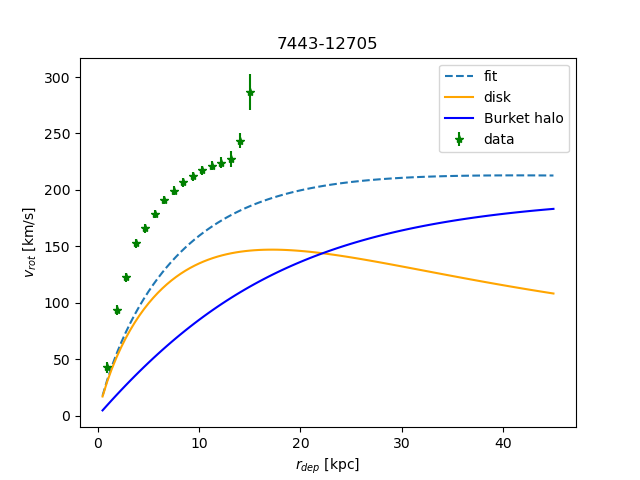 7443-12705
fit
disk
Burket halo
data
300
250
200
150
100
50
0
v_rot [km/s]
0 10 20 30 40
r_dep [kpc]